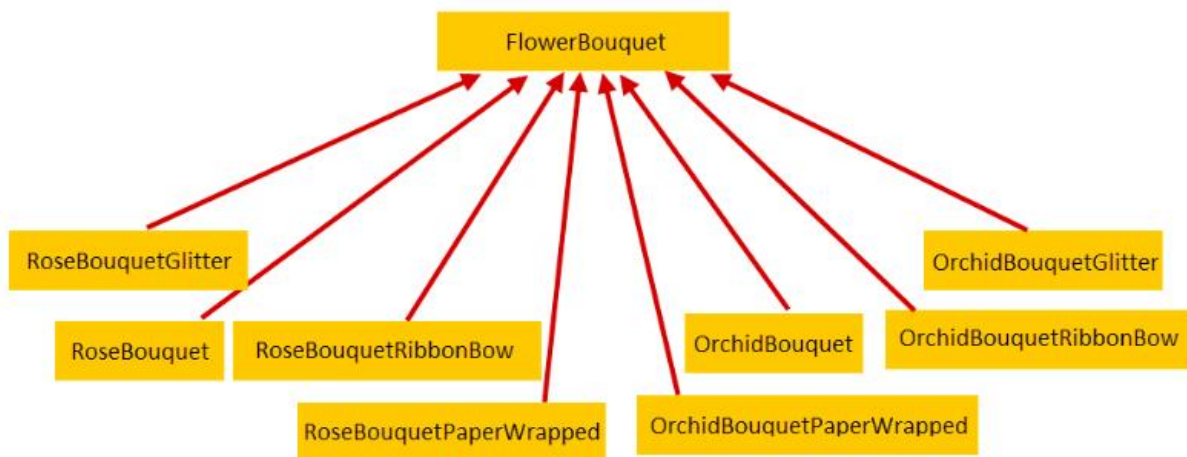 FlowerBouquet
RoseBouquetGlitter
OrchidBouquetGlitter
RoseBouquet
RoseBouquetRibbonBow
OrchidBouquet
OrchidBouquetRibbonBow
RoseBouquetPaperWrapped
OrchidBouquetPaperWrapped